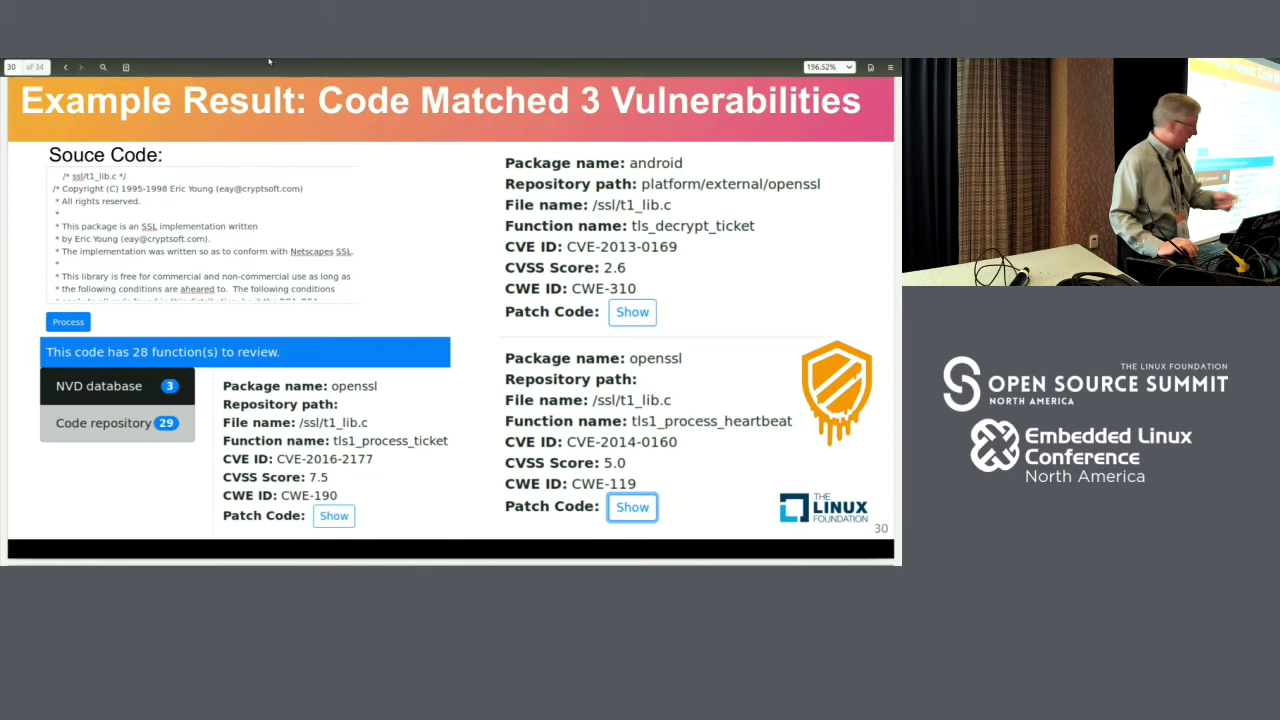 30 of 34
196.52%
Example Result: Code Matched 3 Vulnerabilities
Souce Code:
/* ssl/t1_lib.c */
/* Copyright (C) 1995-1998 Eric Young (eay@cryptsoft.com)
* All rights reserved.
*
* This package is an SSL implementation written
* by Eric Young (eay@cryptsoft.com).
* The implementation was written so as to conform with Netscapes SSL.
*
* This library is free for commercial and non-commercial use as long as
* the following conditions are aheared to.  The following conditions
Process
This code has 28 function(s) to review.
NVD database 3
Code repository 29
Package name: openssl
Repository path:
File name: /ssl/t1_lib.c
Function name: tls1_process_ticket
CVE ID: CVE-2016-2177
CVSS Score: 7.5
CWE ID: CWE-190
Patch Code: Show
Package name: android
Repository path: platform/external/openssl
File name: /ssl/t1_lib.c
Function name: tls_decrypt_ticket
CVE ID: CVE-2013-0169
CVSS Score: 2.6
CWE ID: CWE-310
Patch Code: Show
Package name: openssl
Repository path:
File name: /ssl/t1_lib.c
Function name: tls1_process_heartbeat
CVE ID: CVE-2014-0160
CVSS Score: 5.0
CWE ID: CWE-119
Patch Code: Show
THE
LINUX
FOUNDATION
30
THE LINUX FOUNDATION
OPEN SOURCE SUMMIT
NORTH AMERICA
Embedded Linux
Conference
North America